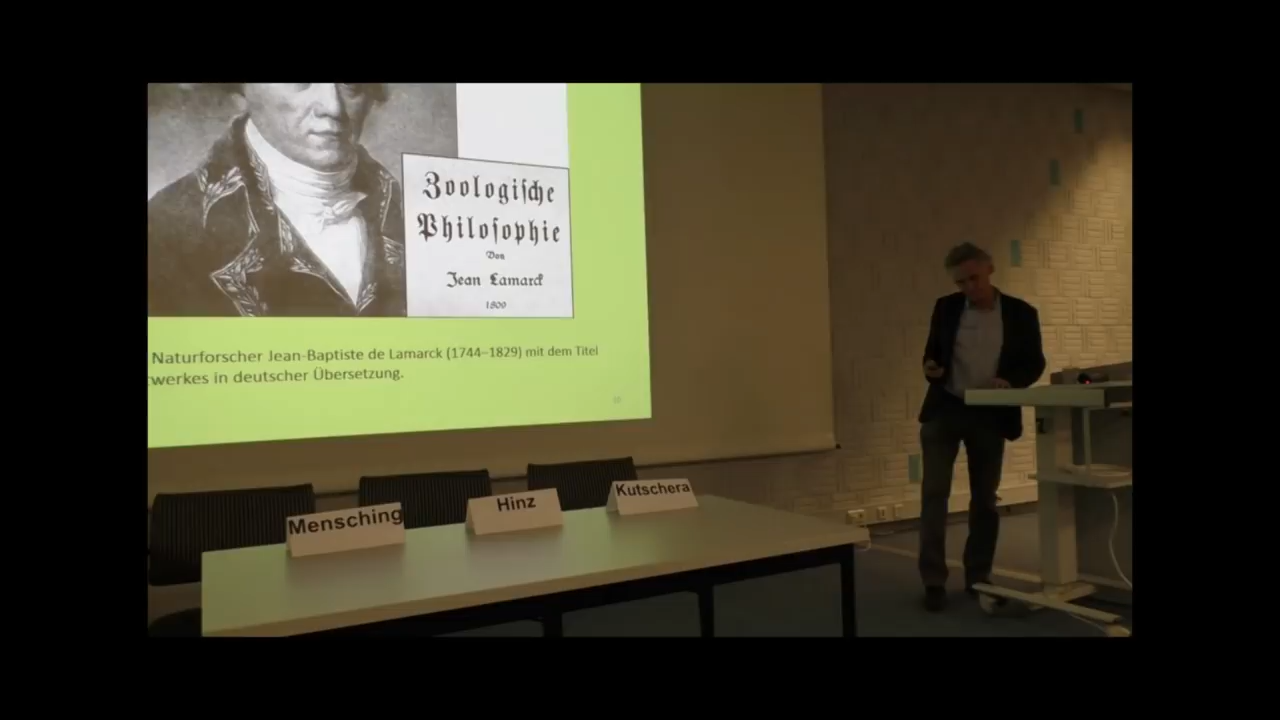 Zoologische
Philosophie
Von
Jean Lamarck
1809
Naturforscher Jean-Baptiste de Lamarck (1744–1829) mit dem Titel
twerkes in deutscher Übersetzung.
Mensching
Hinz
Kutschera